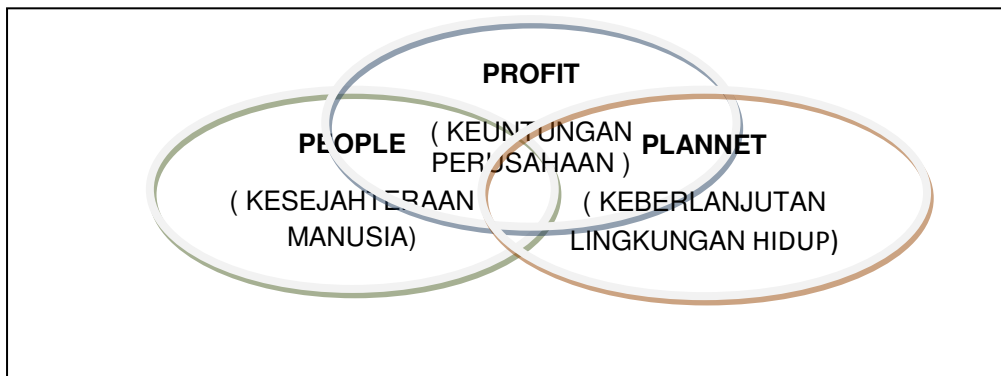 PROFIT
( KEUNTUNGAN
PERUSAHAAN )
PEOPLE
( KESEJAHTERAAN
MANUSIA)
PLANNET
( KEBERLANJUTAN
LINGKUNGAN HIDUP)